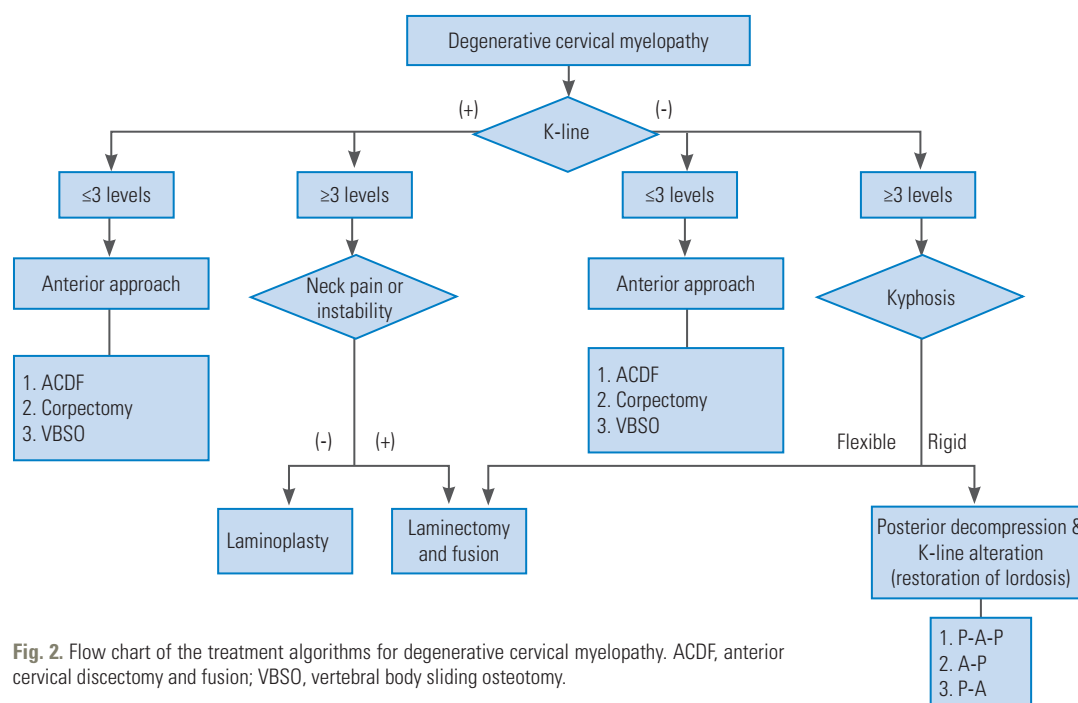 Degenerative cervical myelopathy
(+)
(-)
K-line
≤3 levels
≥3 levels
≤3 levels
≥3 levels
Anterior approach
Neck pain or
instability
Anterior approach
Kyphosis
1. ACDF
2. Corpectomy
3. VBSO
1. ACDF
2. Corpectomy
3. VBSO
(-)
(+)
Flexible
Rigid
Laminoplasty
Laminectomy
and fusion
Posterior decompression &
K-line alteration
(restoration of lordosis)
1. P-A-P
2. A-P
3. P-A
Fig. 2. Flow chart of the treatment algorithms for degenerative cervical myelopathy. ACDF, anterior
cervical discectomy and fusion; VBSO, vertebral body sliding osteotomy.